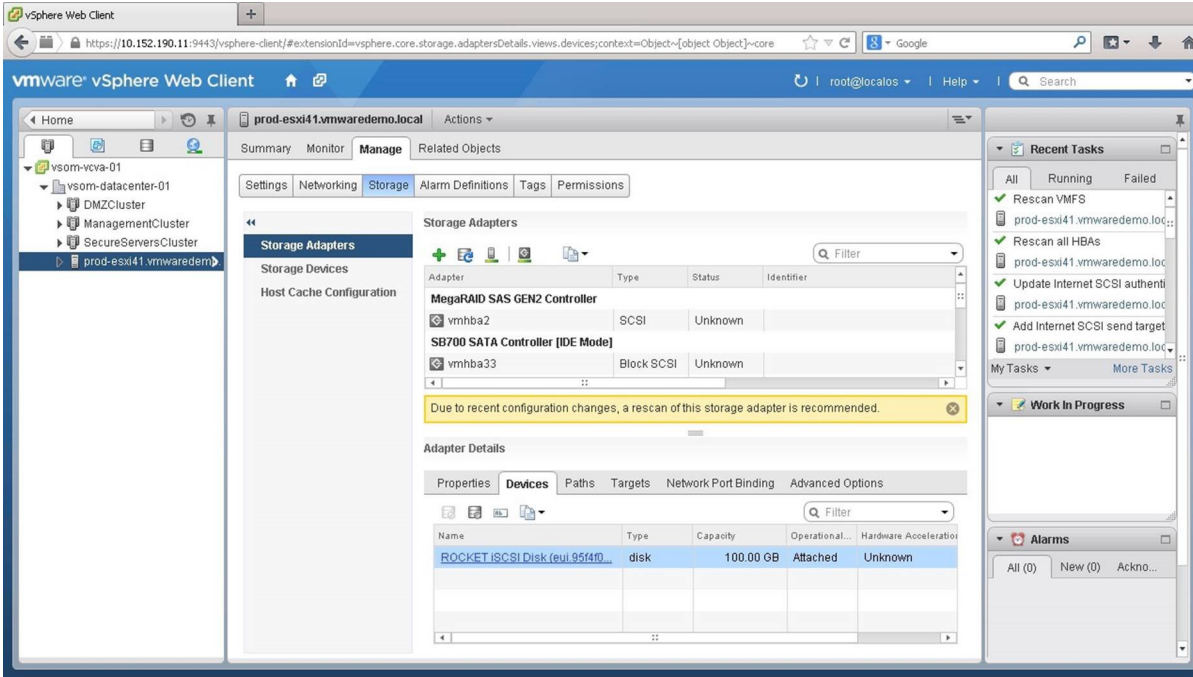 vSphere Web Client
https://10.152.190.11:9443/vsphere-client/#extensionId=vsphere.core.storage.adaptersDetails.views.devices;context=Object~[object Object]~core
Google
vmware® vSphere Web Client
root@localos
Help
Search
Home
vsom-vcva-01
vsom-datacenter-01
DMZCluster
ManagementCluster
SecureServersCluster
prod-esxi41.vmwaredem
prod-esxi41.vmwaredemo.local Actions
Summary Monitor Manage Related Objects
Settings Networking Storage Alarm Definitions Tags Permissions
Storage Adapters
Storage Devices
Host Cache Configuration
Storage Adapters
Filter
Adapter Type Status Identifier
MegaRAID SAS GEN2 Controller
vmhba2 SCSI Unknown
SB700 SATA Controller [IDE Mode]
vmhba33 Block SCSI Unknown
Due to recent configuration changes, a rescan of this storage adapter is recommended.
Adapter Details
Properties Devices Paths Targets Network Port Binding Advanced Options
Filter
Name Type Capacity Operational... Hardware Acceleration
ROCKET iSCSI Disk (eui.95f4f0... disk 100.00 GB Attached Unknown
Recent Tasks
All Running Failed
Rescan VMFS
prod-esxi41.vmwaredemo.loc
Rescan all HBAs
prod-esxi41.vmwaredemo.loc
Update Internet SCSI authenti
prod-esxi41.vmwaredemo.loc
Add Internet SCSI send target
prod-esxi41.vmwaredemo.loc
My Tasks More Tasks
Work In Progress
Alarms
All (0) New (0) Ackno...